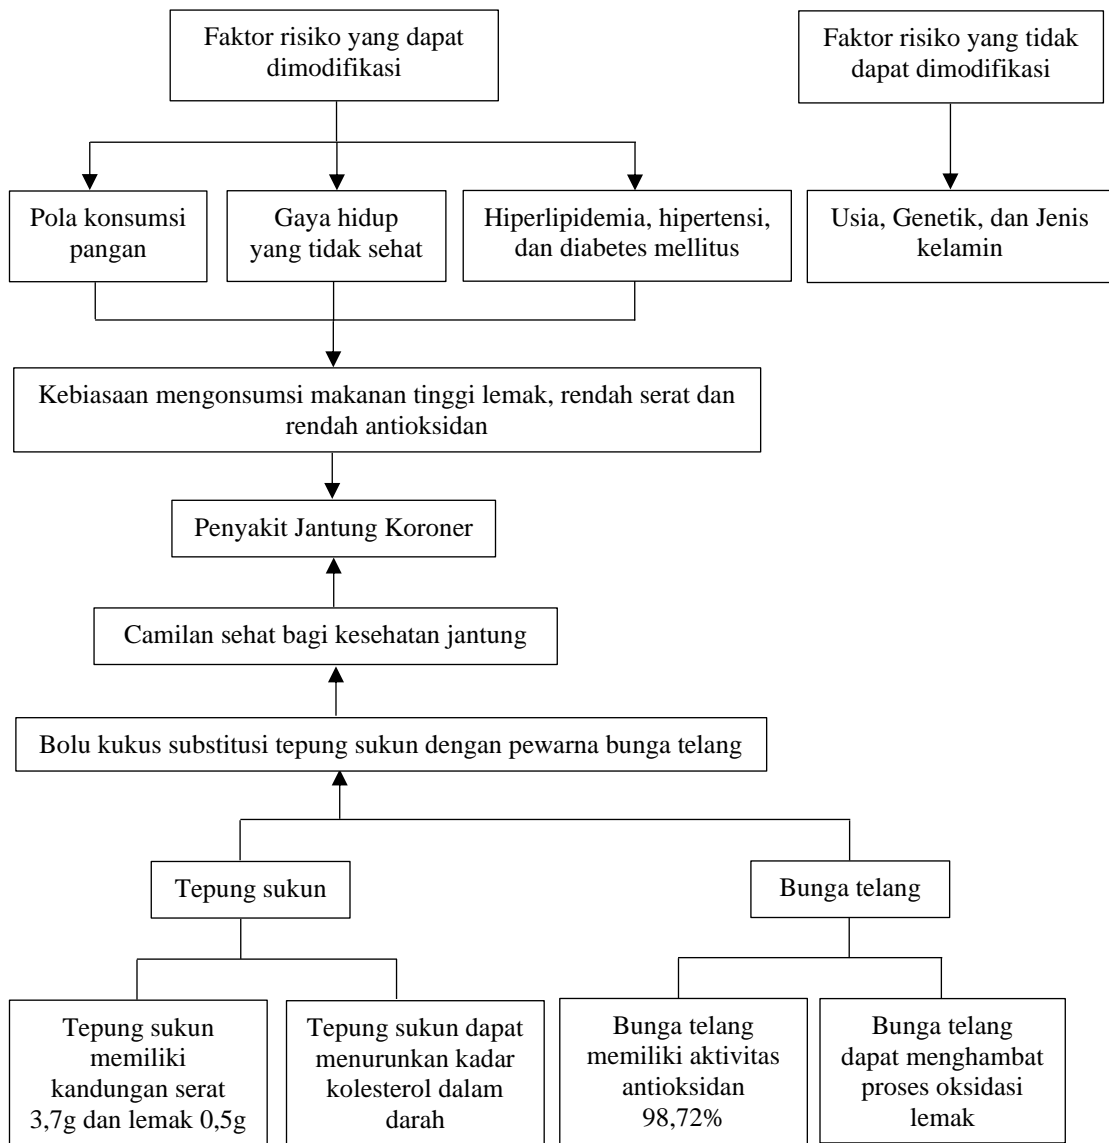 Faktor risiko yang dapat
dimodifikasi
Faktor risiko yang tidak
dapat dimodifikasi
Pola konsumsi
pangan
Gaya hidup
yang tidak sehat
Hiperlipidemia, hipertensi,
dan diabetes mellitus
Usia, Genetik, dan Jenis
kelamin
Kebiasaan mengonsumsi makanan tinggi lemak, rendah serat dan
rendah antioksidan
Penyakit Jantung Koroner
Camilan sehat bagi kesehatan jantung
Bolu kukus substitusi tepung sukun dengan pewarna bunga telang
Tepung sukun
Bunga telang
Tepung sukun
memiliki
kandungan serat
3,7g dan lemak 0,5g
Tepung sukun dapat
menurunkan kadar
kolesterol dalam
darah
Bunga telang
memiliki aktivitas
antioksidan
98,72%
Bunga telang
dapat menghambat
proses oksidasi
lemak